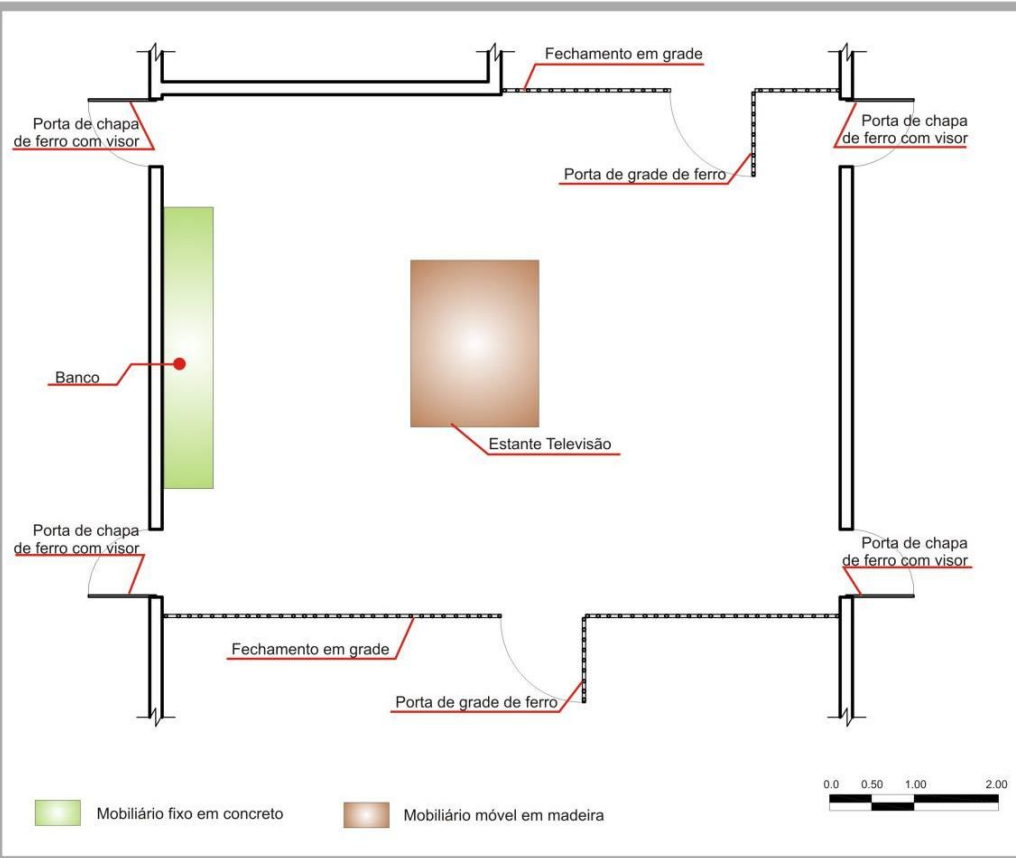 Fechamento em grade
Porta de chapa
de ferro com visor
Porta de chapa
de ferro com visor
Porta de grade de ferro
Banco
Estante Televisão
Porta de chapa
de ferro com visor
Porta de chapa
de ferro com visor
Fechamento em grade
Porta de grade de ferro
0.0 0.50 1.00 2.00
Mobiliário fixo em concreto
Mobiliário móvel em madeira